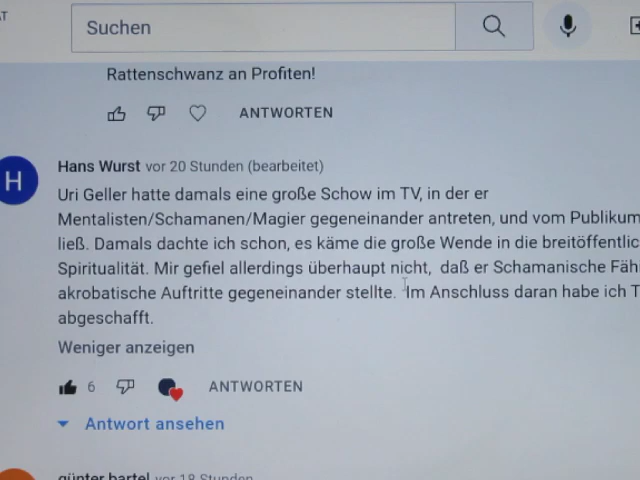 Suchen
Rattenschwanz an Profiten!
ANTWORTEN
H
Hans Wurst vor 20 Stunden (bearbeitet)
Uri Geller hatte damals eine große Schow im TV, in der er
Mentalisten/Schamanen/Magier gegeneinander antreten, und vom Publikum
ließ. Damals dachte ich schon, es käme die große Wende in die breitöffentlic
Spiritualität. Mir gefiel allerdings überhaupt nicht, daß er Schamanische Fäh
akrobatische Auftritte gegeneinander stellte. Im Anschluss daran habe ich T
abgeschafft.
Weniger anzeigen
6 ANTWORTEN
Antwort ansehen
günter bartel vor 18 Stunden